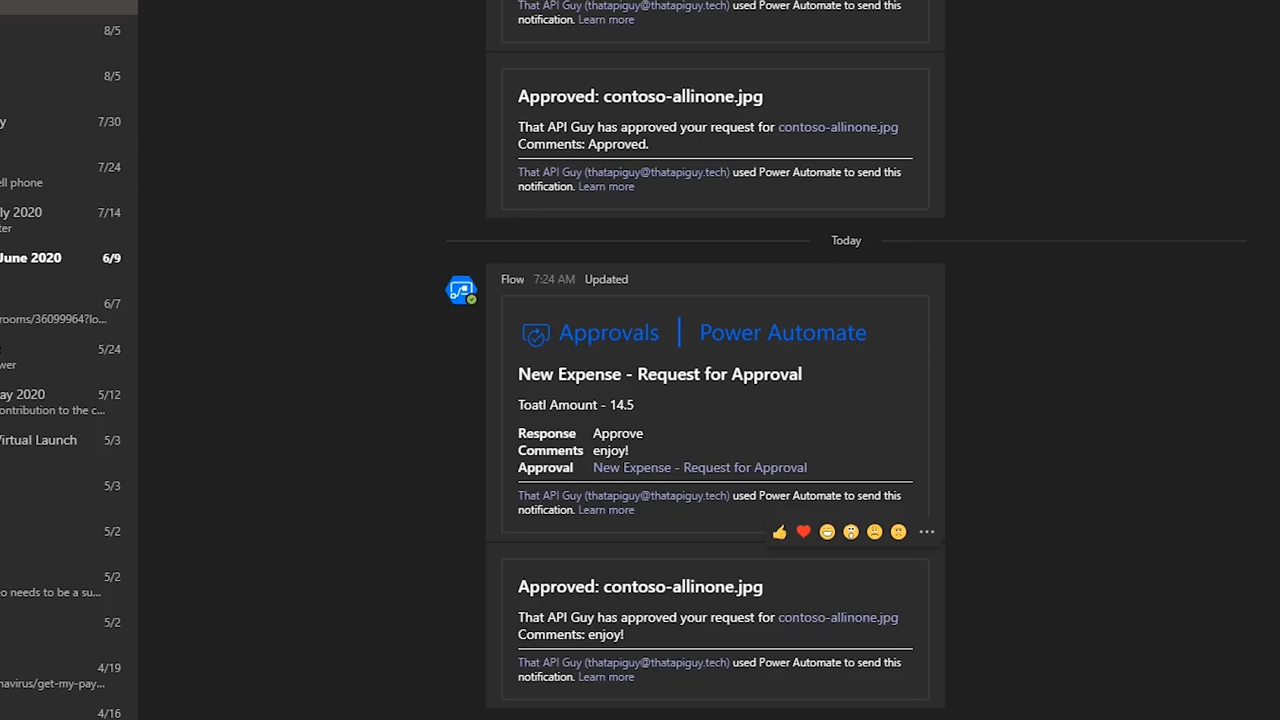 8/5
8/5
y
7/30
7/24
ell phone
ly 2020
7/14
ter
June 2020
6/9
6/7
rooms/36099964?lo...
5/24
wer
ay 2020
5/12
ontribution to the c...
Virtual Launch
5/3
5/3
5/2
5/2
eo needs to be a su...
5/2
4/19
navirus/get-my-pay...
4/16
That API Guy (thatapiguy@thatapiguy.tech) used Power Automate to send this
notification. Learn more
Approved: contoso-allinone.jpg
That API Guy has approved your request for contoso-allinone.jpg
Comments: Approved.
That API Guy (thatapiguy@thatapiguy.tech) used Power Automate to send this
notification. Learn more
Today
Flow 7:24 AM Updated
Approvals | Power Automate
New Expense - Request for Approval
Toatl Amount - 14.5
Response Approve
Comments enjoy!
Approval New Expense - Request for Approval
That API Guy (thatapiguy@thatapiguy.tech) used Power Automate to send this
notification. Learn more
Approved: contoso-allinone.jpg
That API Guy has approved your request for contoso-allinone.jpg
Comments: enjoy!
That API Guy (thatapiguy@thatapiguy.tech) used Power Automate to send this
notification. Learn more